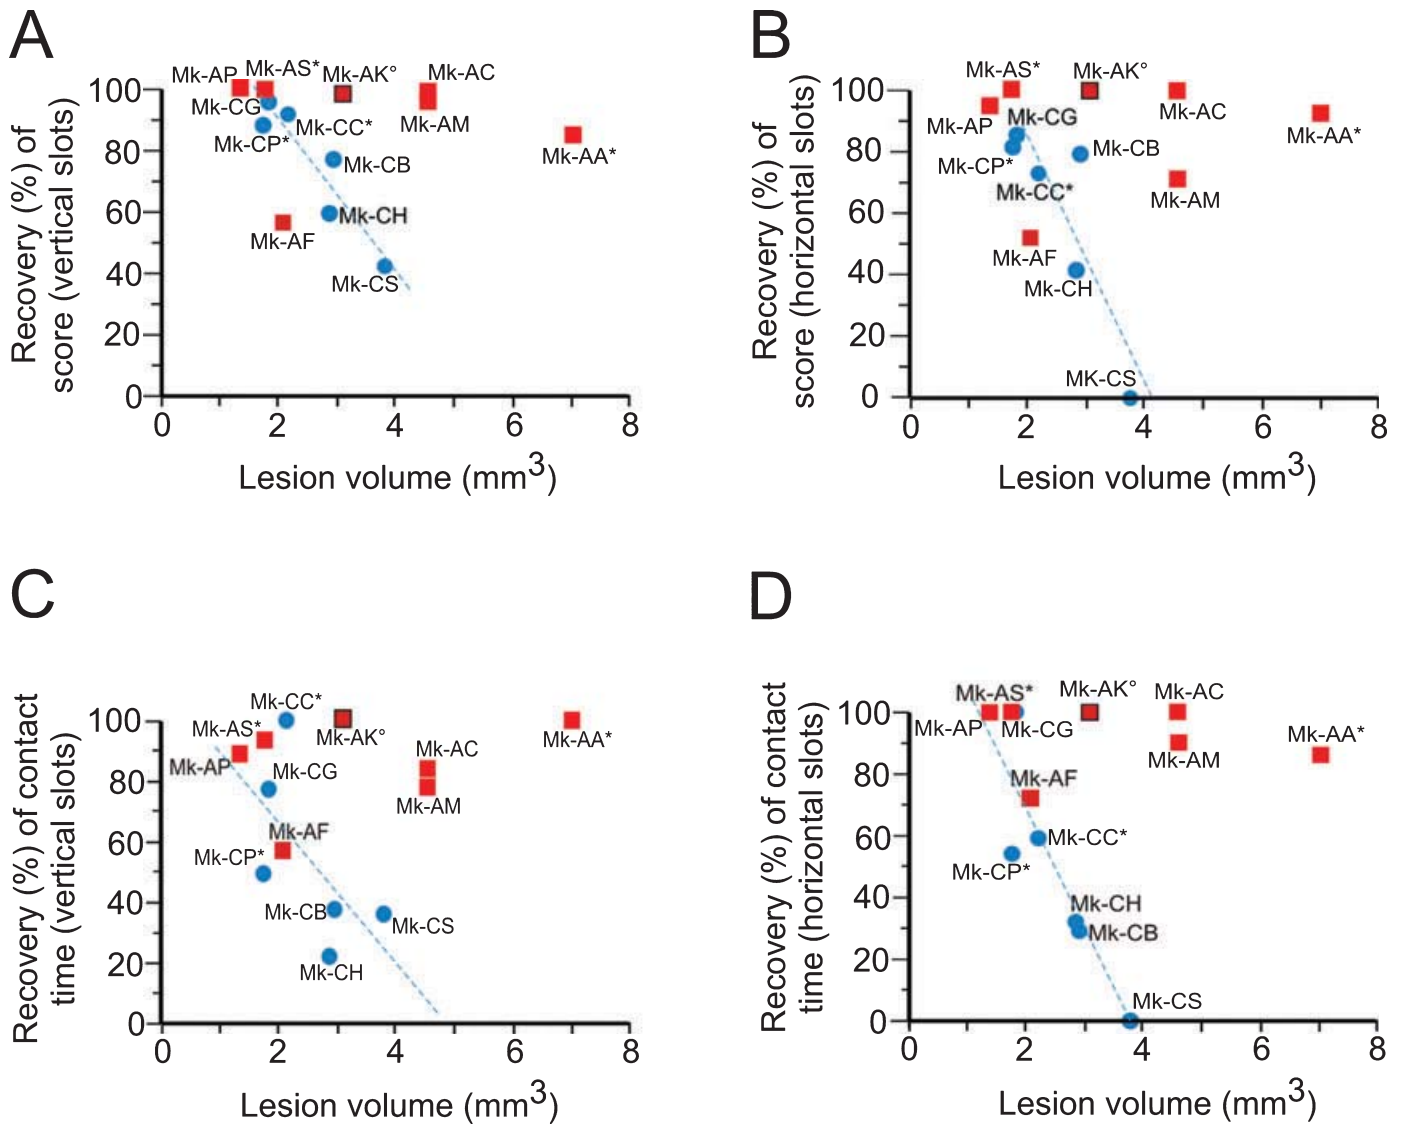 A
B
Mk-AP
Mk-AS*
Mk-AK°
Mk-AC
Mk-CG
Mk-CC*
Mk-AM
Mk-CP*
Mk-CB
Mk-AA*
Mk-CH
Mk-AF
Mk-CS
100
80
60
40
20
0
0 2 4 6 8
Recovery (%) of
score (vertical slots)
Lesion volume (mm3)
Mk-AS*
Mk-AK°
Mk-AC
Mk-AP
Mk-CG
Mk-AA*
Mk-CP*
Mk-CB
Mk-CC*
Mk-AM
Mk-AF
Mk-CH
MK-CS
100
80
60
40
20
0
0 2 4 6 8
Recovery (%) of
score (horizontal slots)
Lesion volume (mm3)
C
D
Mk-CC*
Mk-AS*
Mk-AK°
Mk-AA*
Mk-AP
Mk-CG
Mk-AC
Mk-AM
Mk-AF
Mk-CP*
Mk-CB
Mk-CS
Mk-CH
100
80
60
40
20
0
0 2 4 6 8
Recovery (%) of contact
time (vertical slots)
Lesion volume (mm3)
Mk-AS*
Mk-AK°
Mk-AC
Mk-AP
Mk-CG
Mk-AA*
Mk-AM
Mk-AF
Mk-CC*
Mk-CP*
Mk-CH
Mk-CB
Mk-CS
100
80
60
40
20
0
0 2 4 6 8
Recovery (%) of contact
time (horizontal slots)
Lesion volume (mm3)